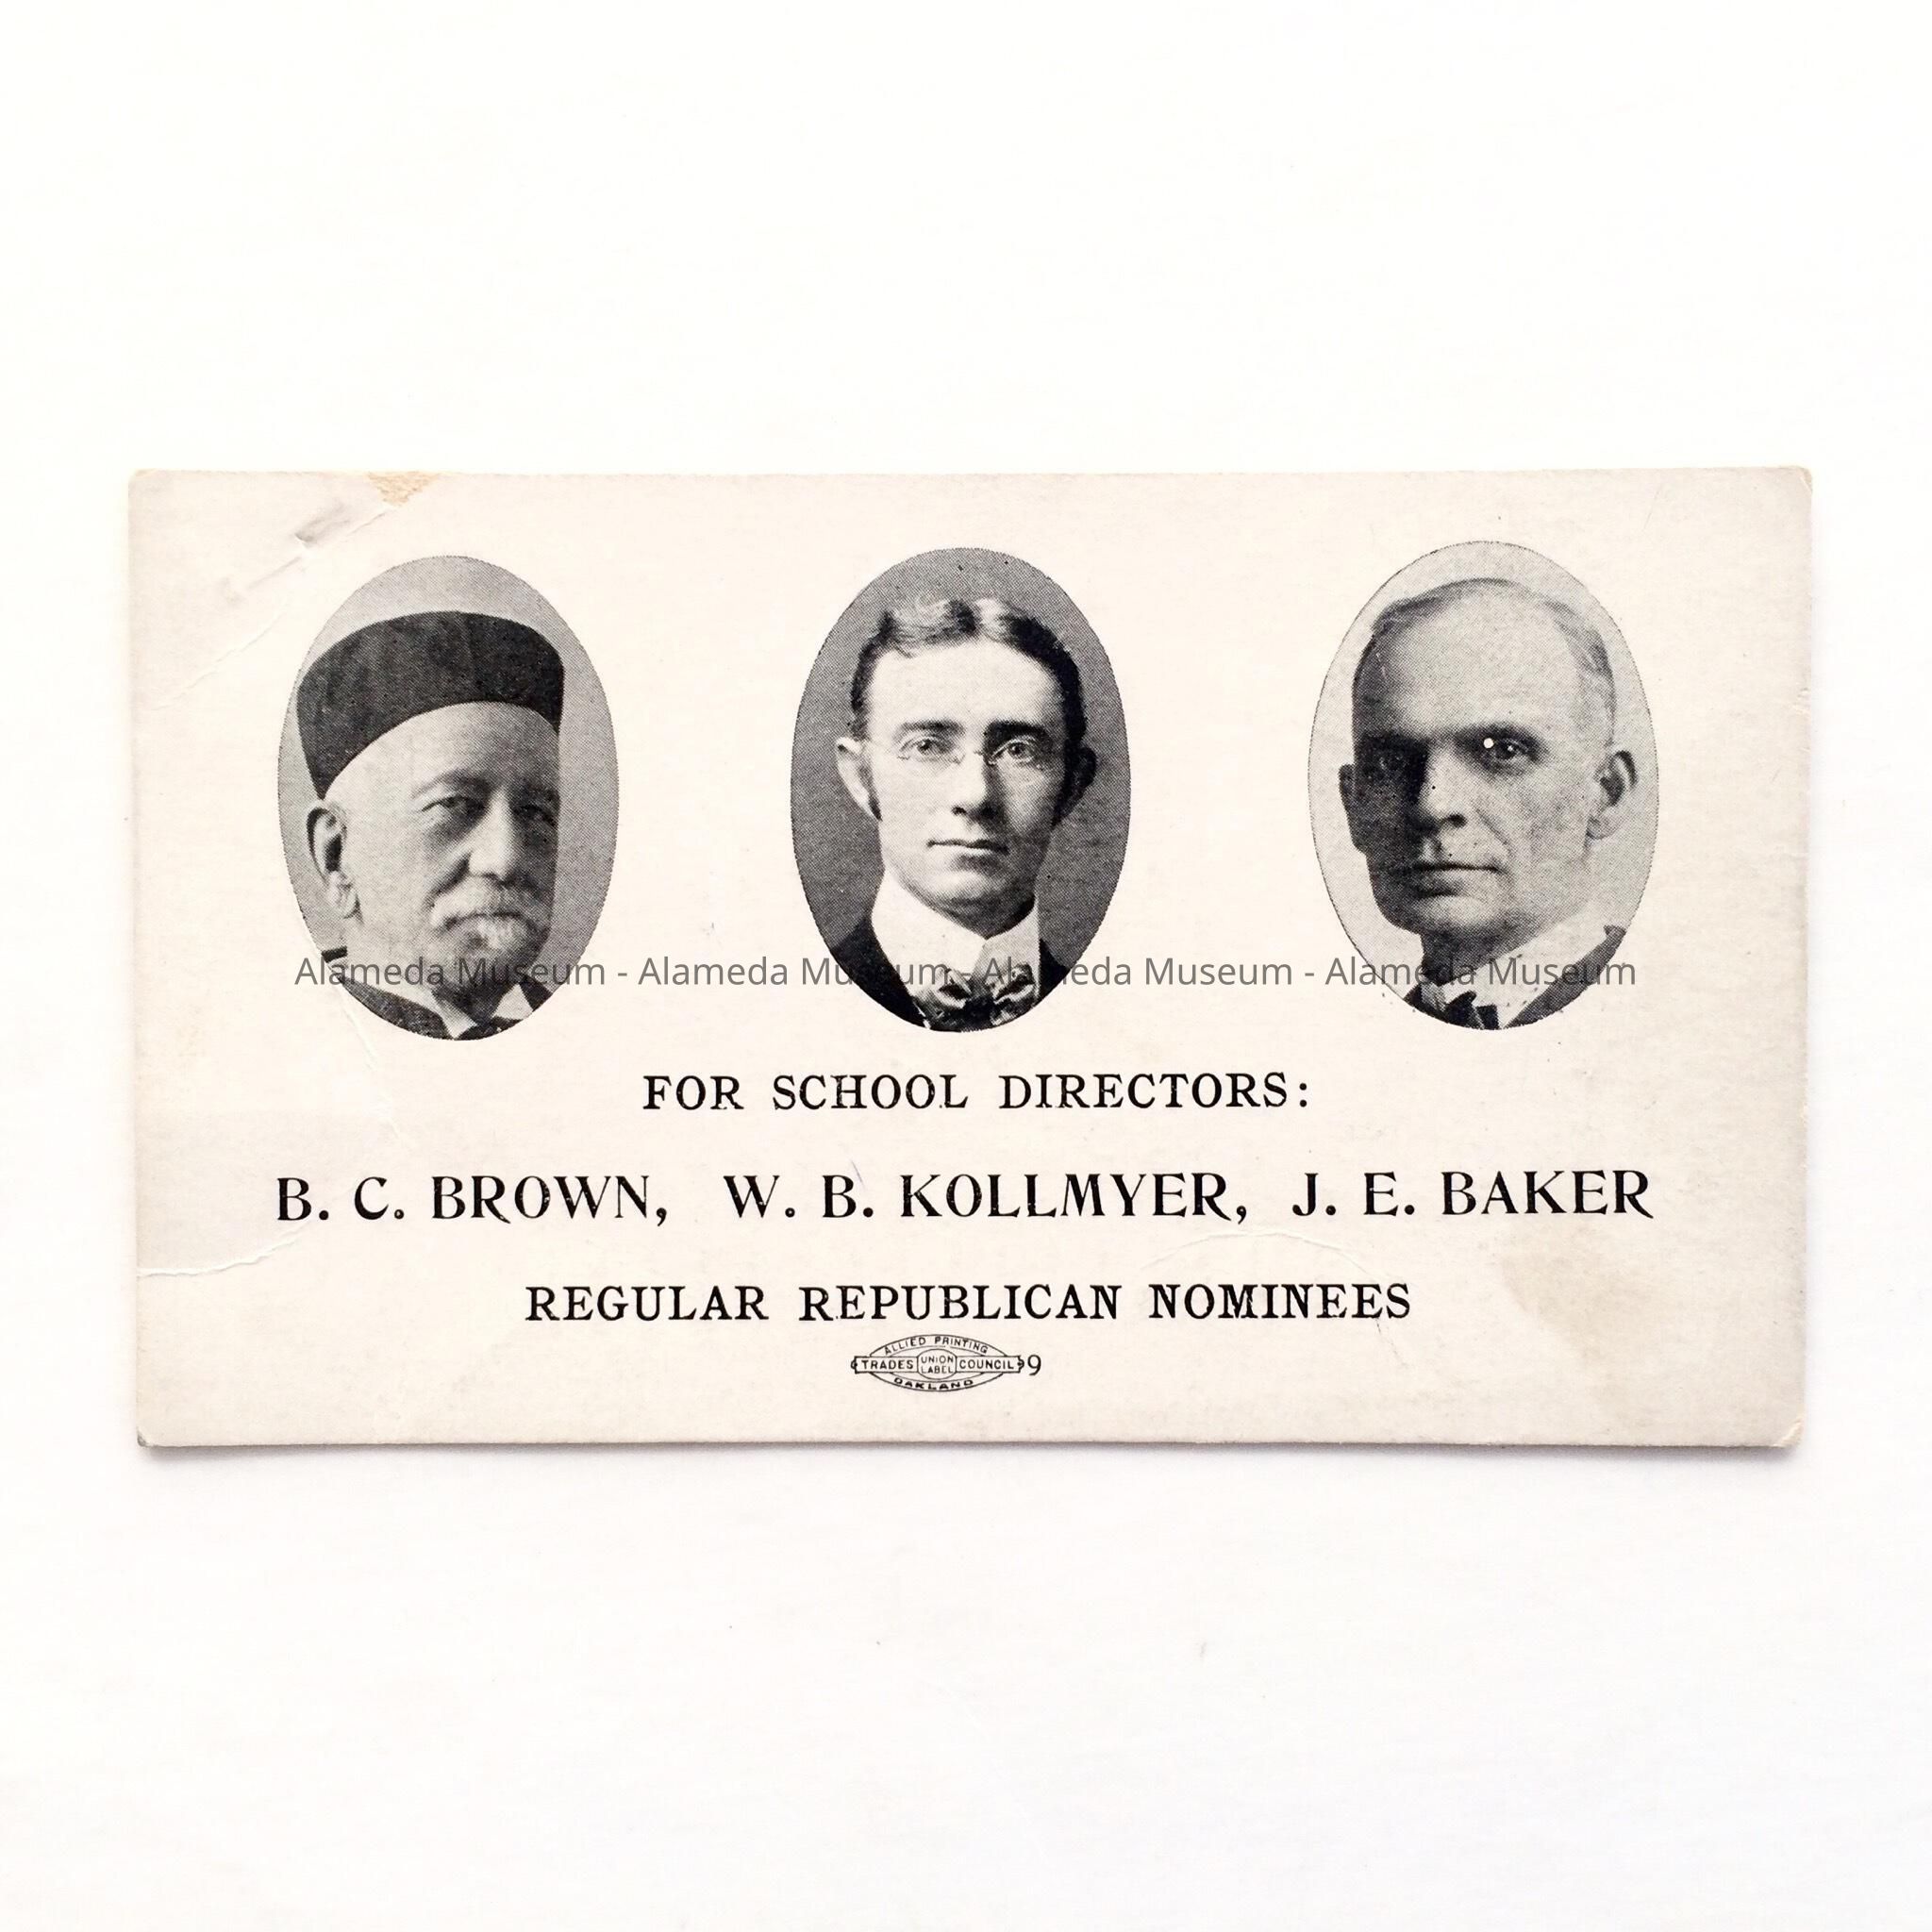 Alameda Museum - Alameda Museum - Alameda Museum - Alameda Museum
FOR SCHOOL DIRECTORS:
B. C. BROWN, W. B. KOLLMYER, J. E. BAKER
REGULAR REPUBLICAN NOMINEES
ALLIED PRINTING
TRADES UNION LABEL COUNCIL 9
OAKLAND